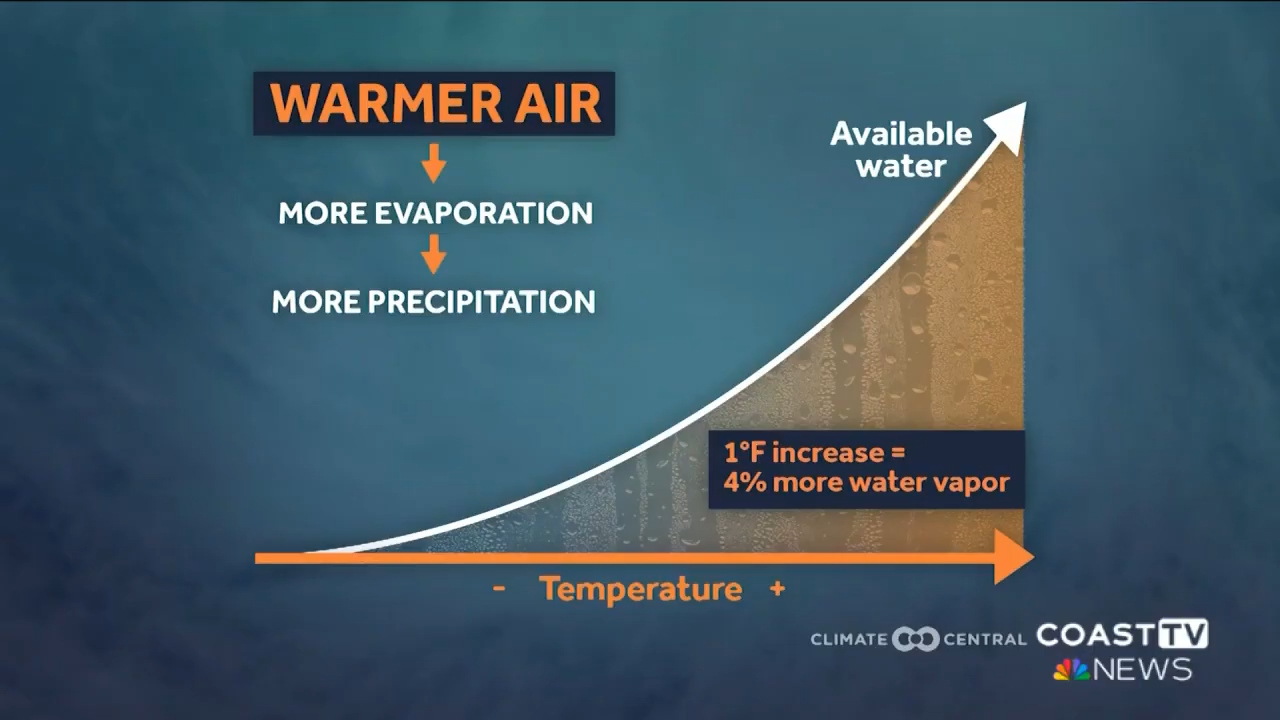 WARMER AIR
MORE EVAPORATION
MORE PRECIPITATION
Available
water
1°F increase =
4% more water vapor
- Temperature +
CLIMATE CENTRAL
COAST TV
NEWS